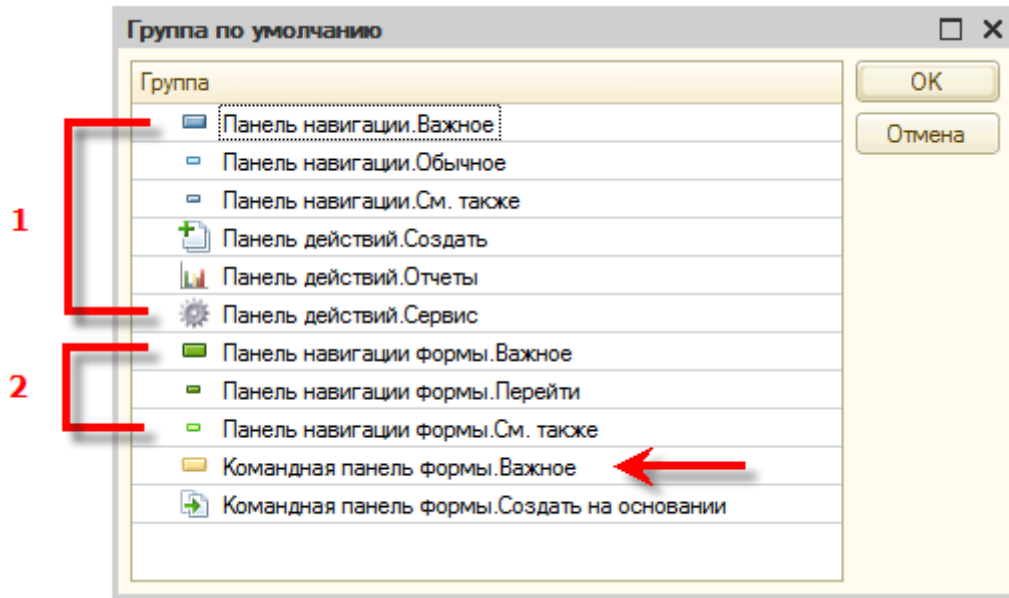 Группа по умолчанию
Группа
OK
Панель навигации.Важное
Отмена
Панель навигации.Обычное
Панель навигации.См. также
1
Панель действий.Создать
Панель действий.Отчеты
Панель действий.Сервис
Панель навигации формы.Важное
2
Панель навигации формы.Перейти
Панель навигации формы.См. также
Командная панель формы.Важное
Командная панель формы.Создать на основании